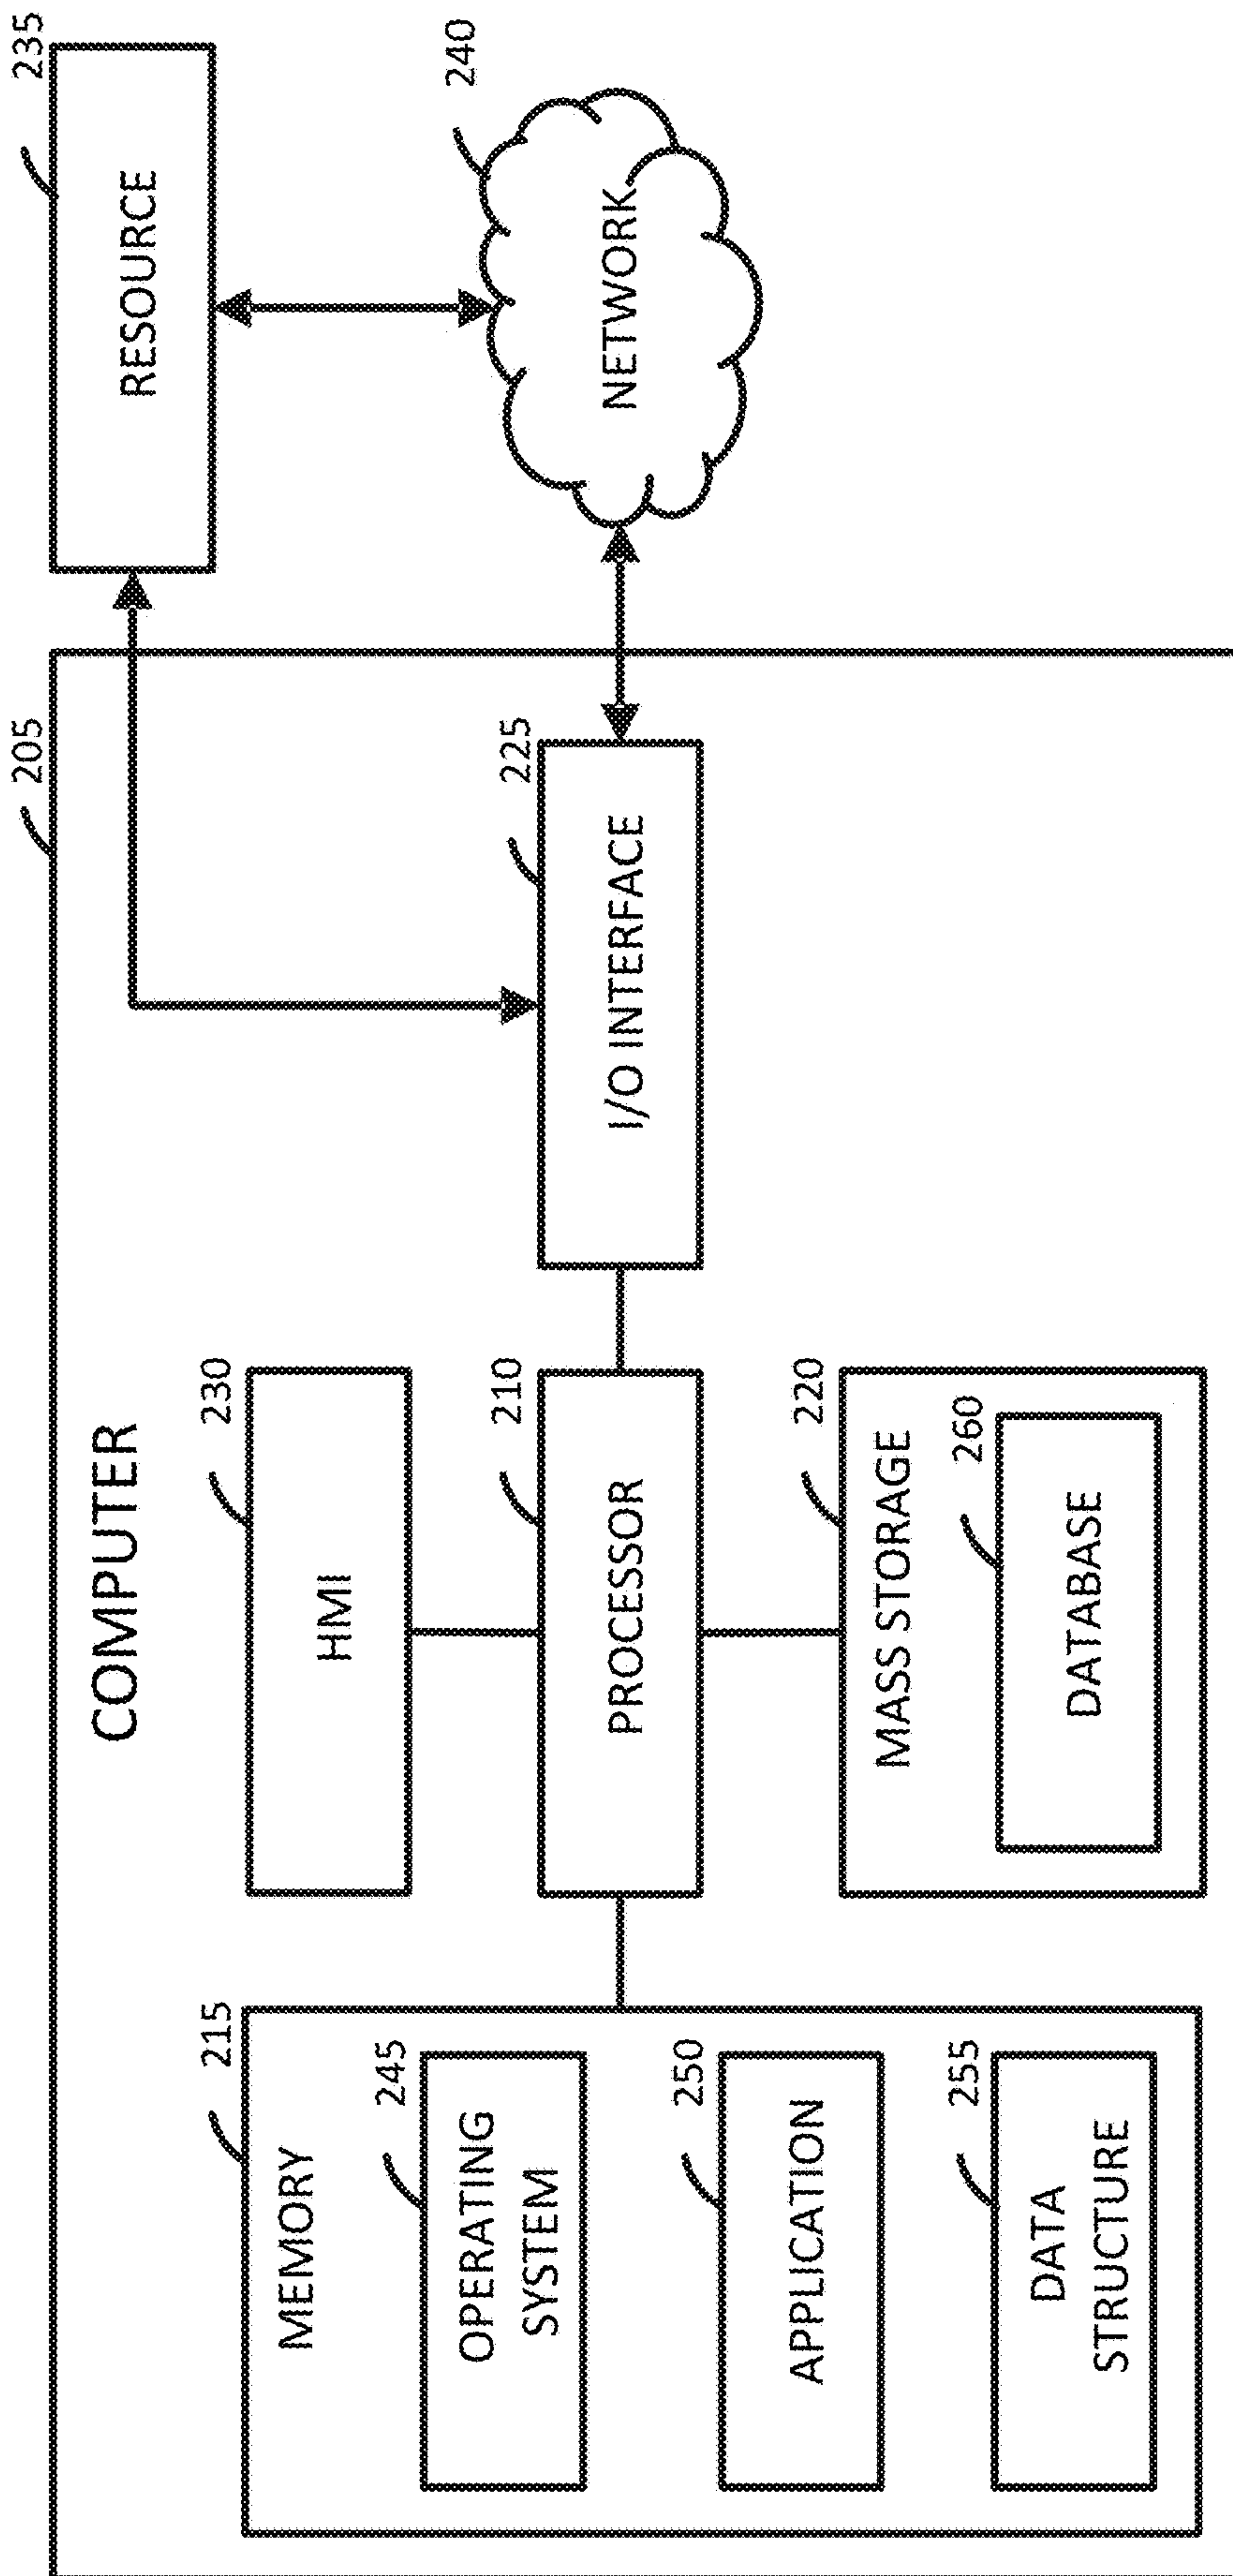 205
COMPUTER
215
MEMORY
245
OPERATING
SYSTEM
250
APPLICATION
255
DATA
STRUCTURE
230
HMI
210
PROCESSOR
220
MASS STORAGE
260
DATABASE
225
I/O INTERFACE
235
RESOURCE
240
NETWORK